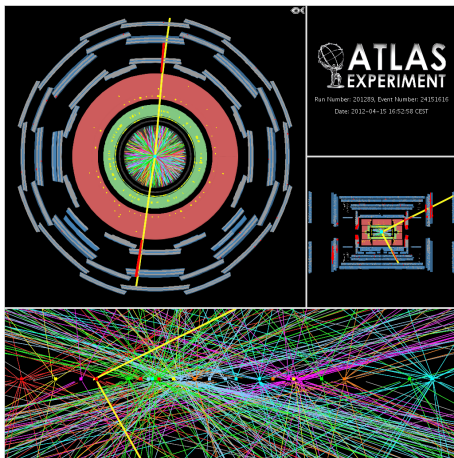 ATLAS
EXPERIMENT
Run Number: 201289, Event Number: 24151616
Date: 2012-04-15 16:52:58 CEST